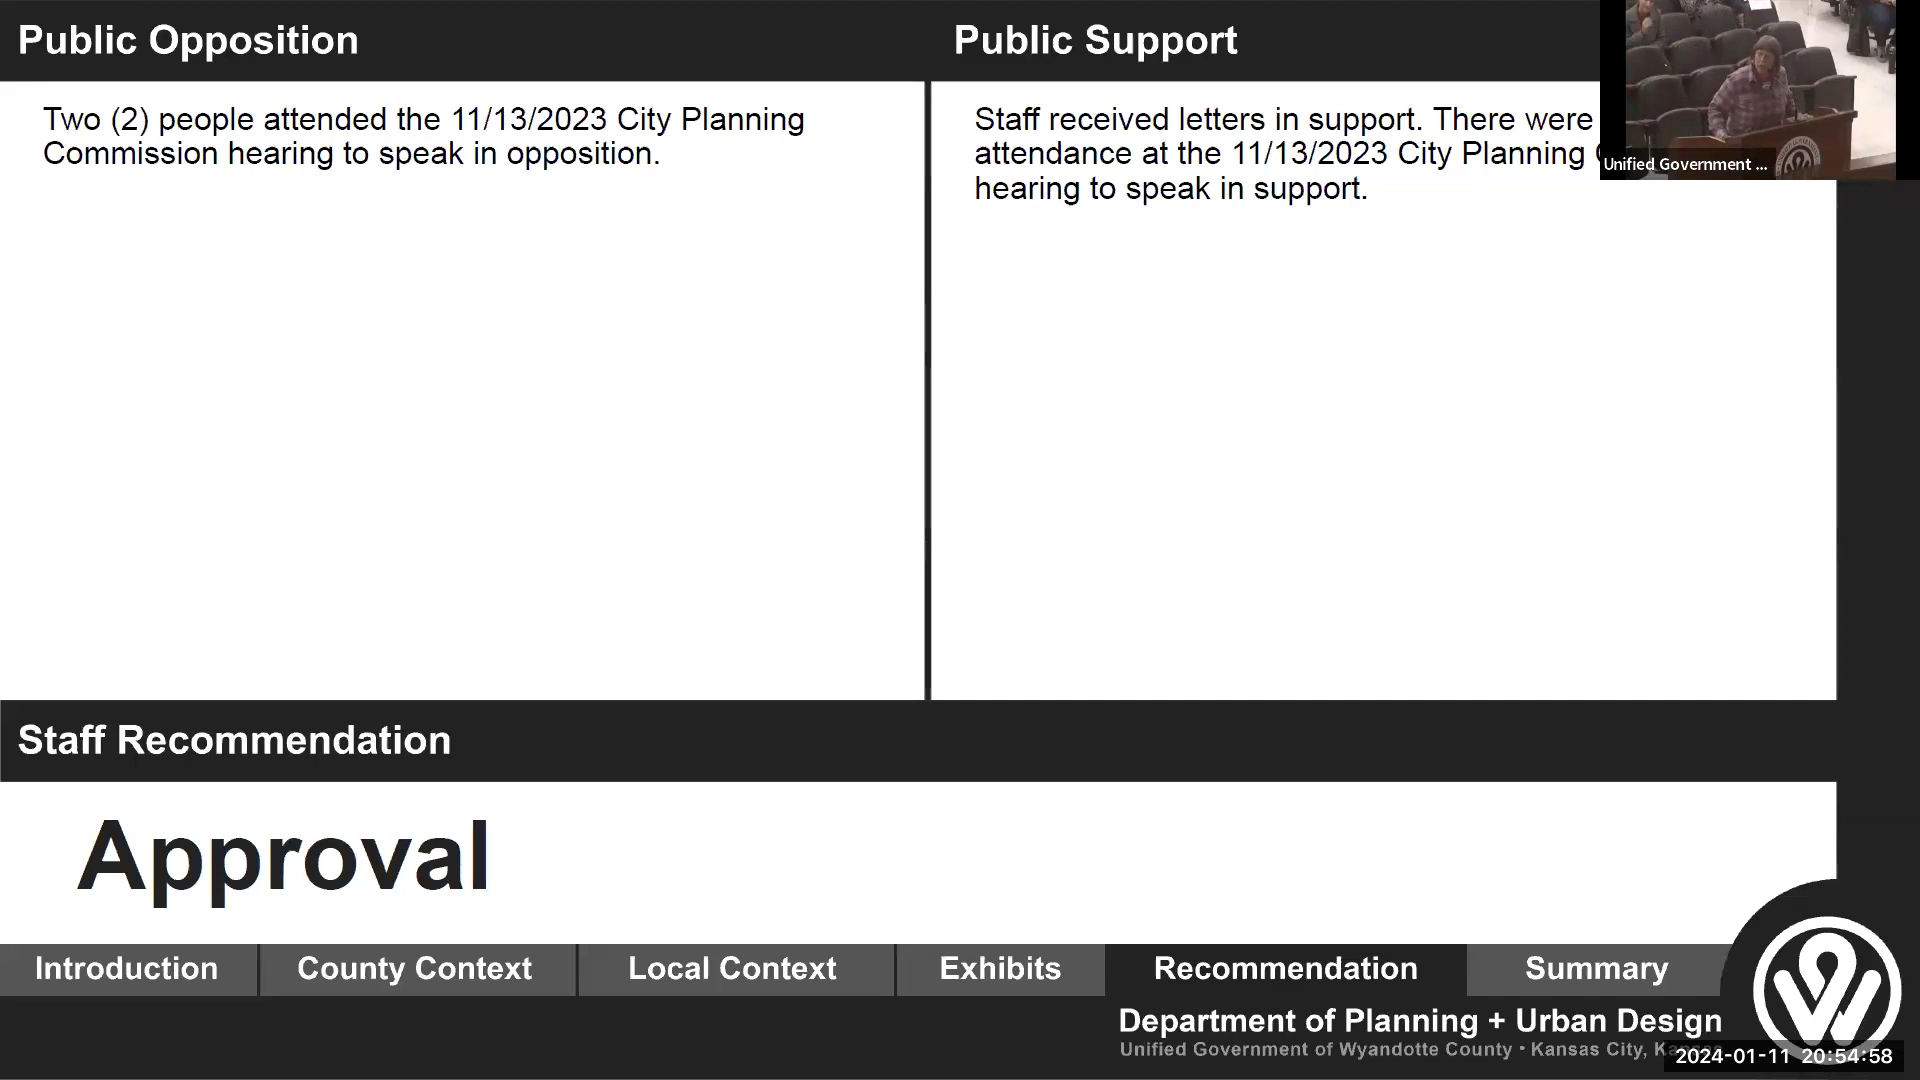 Public Opposition
Public Support
Two (2) people attended the 11/13/2023 City Planning
Commission hearing to speak in opposition.
Staff received letters in support. There were
attendance at the 11/13/2023 City Planning
hearing to speak in support.
Unified Government ...
Staff Recommendation
Approval
Introduction
County Context
Local Context
Exhibits
Recommendation
Summary
Department of Planning + Urban Design
Unified Government of Wyandotte County • Kansas City, Kansas
2024-01-11 20:54:58